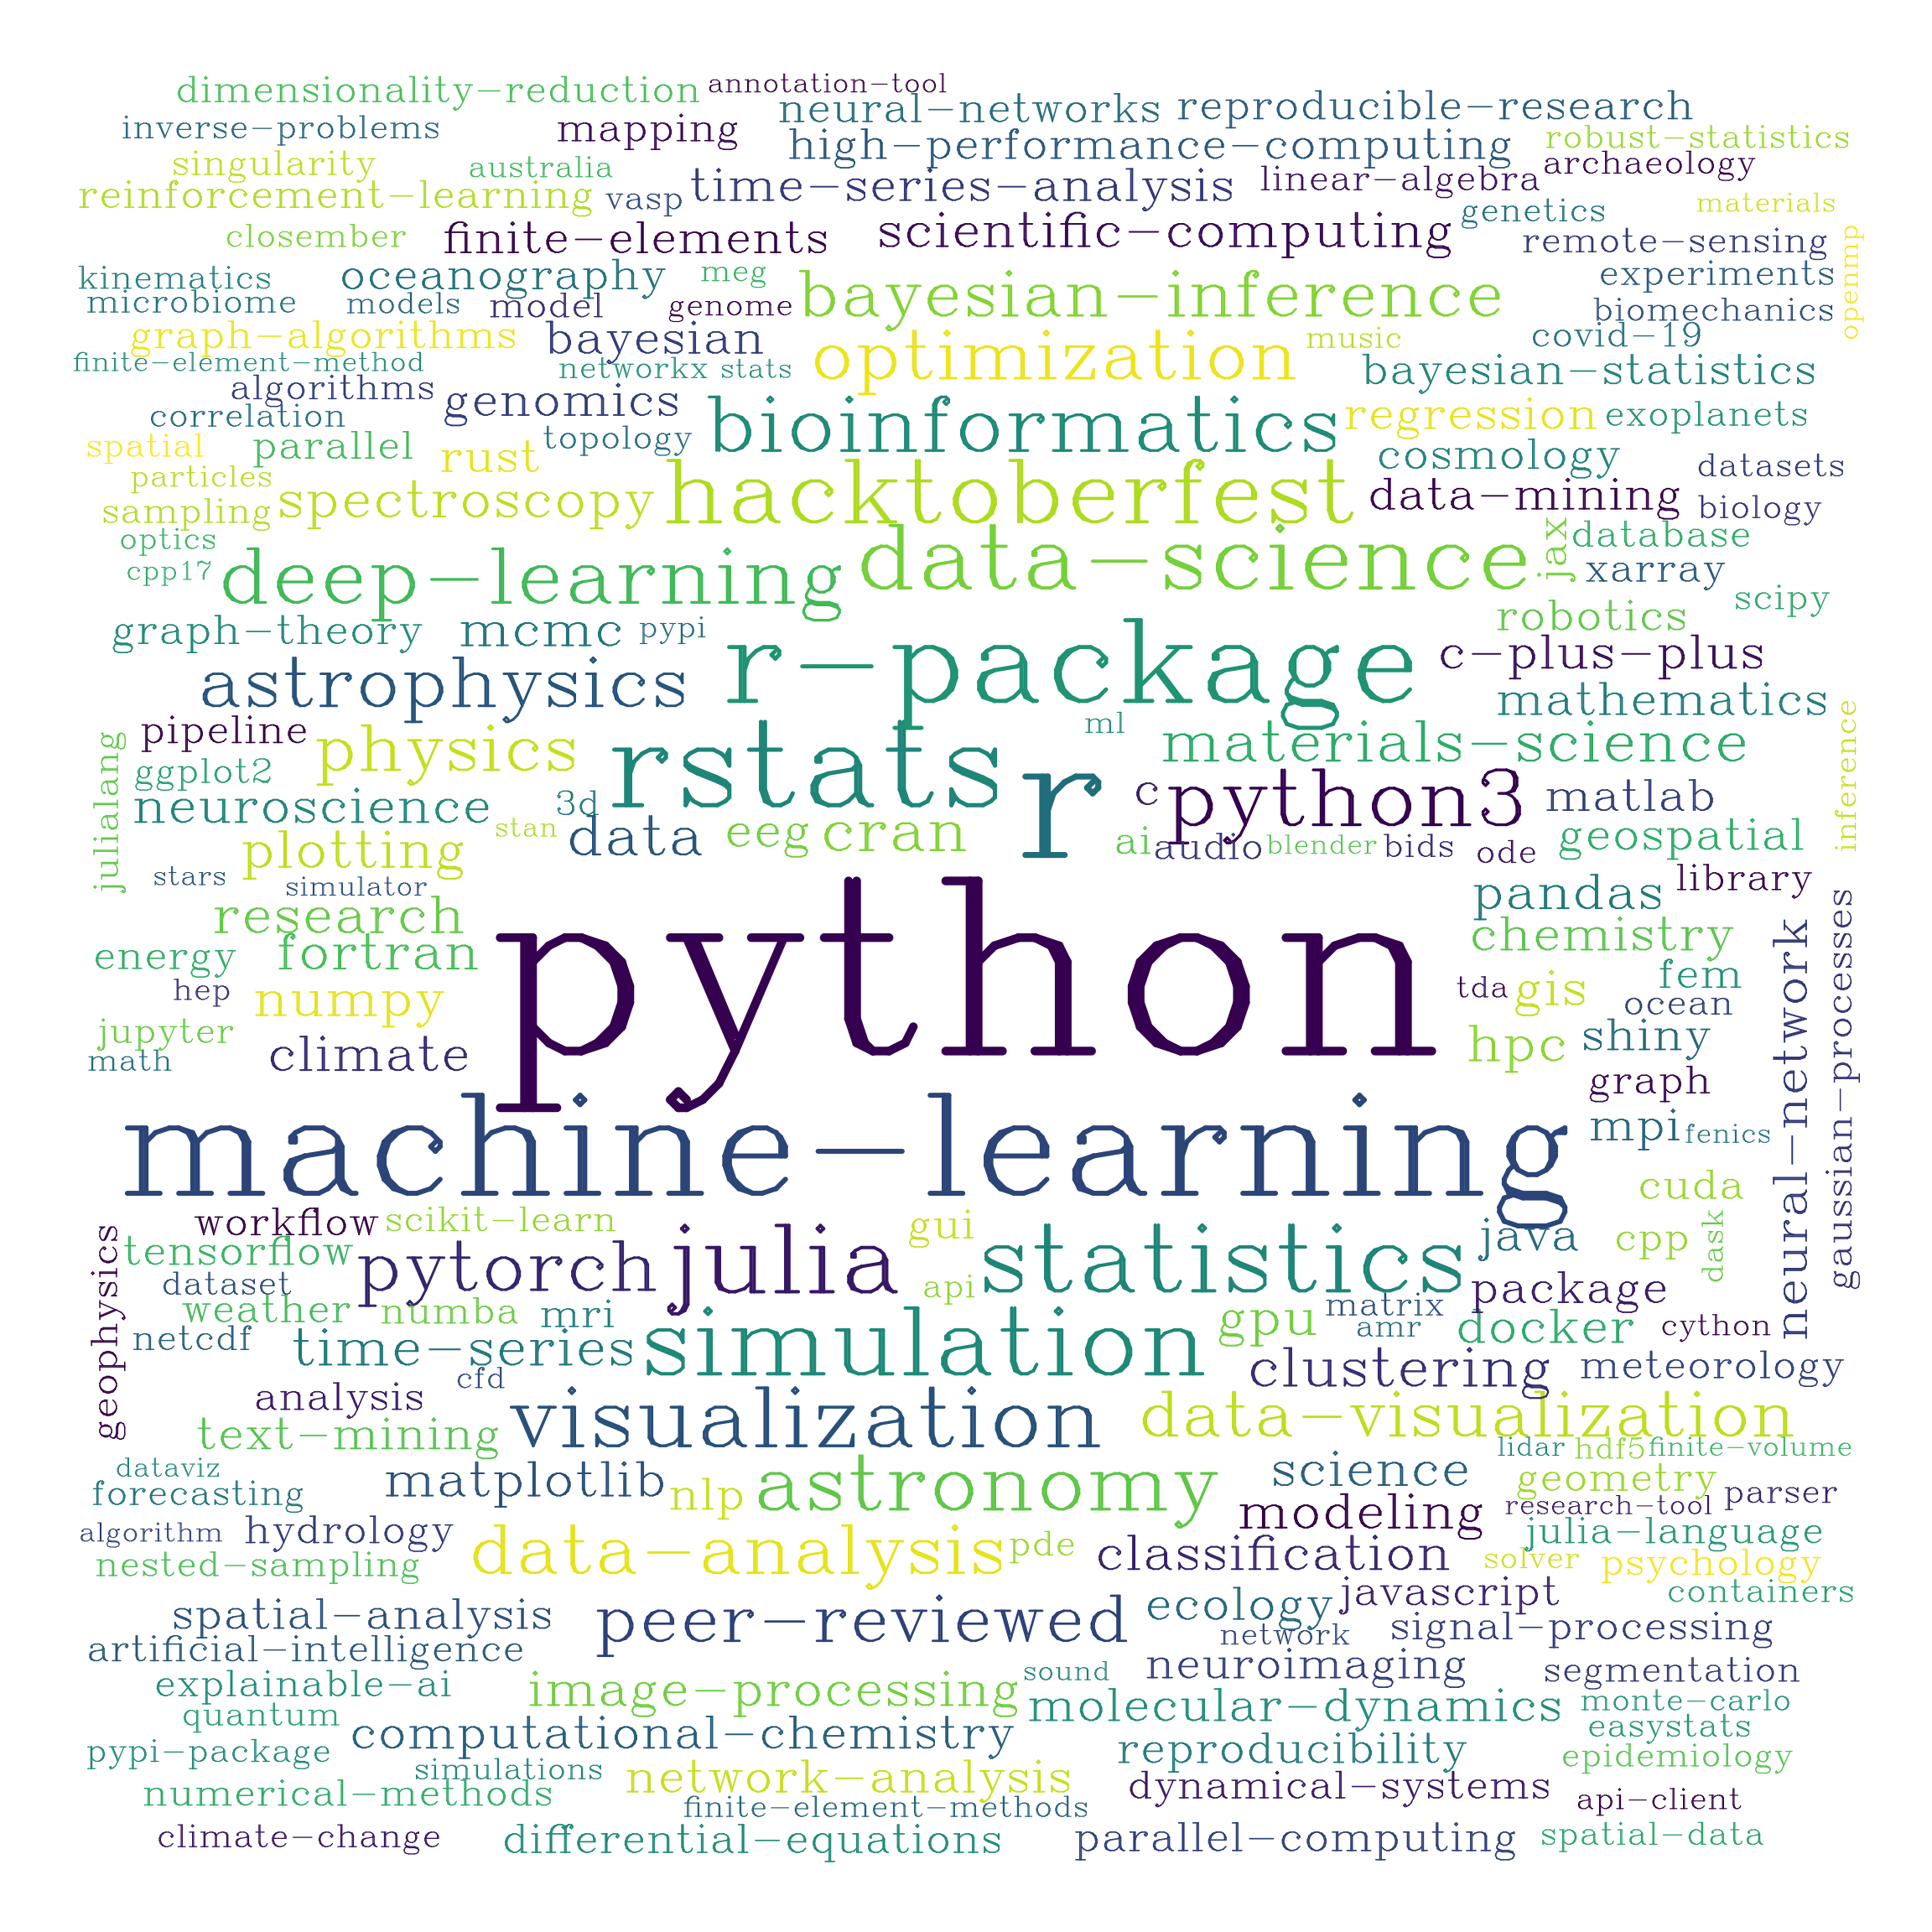 dimensionality-reduction
annotation-tool
neural-networks
reproducible-research
inverse-problems
mapping
high-performance-computing
robust-statistics
singularity
australia
time-series-analysis
linear-algebra
archaeology
reinforcement-learning
vasp
genetics
materials
closember
finite-elements
scientific-computing
remote-sensing
openmp
kinematics
oceanography
meg
bayesian-inference
experiments
microbiome
models
model
genome
biomechanics
graph-algorithms
bayesian
optimization
music
covid-19
finite-element-method
networkx
stats
bayesian-statistics
algorithms
genomics
bioinformatics
regression
exoplanets
correlation
topology
spatial
parallel
rust
cosmology
datasets
particles
spectroscopy
hacktoberfest
data-mining
biology
sampling
optics
deep-learning
data-science
jax
database
cpp17
xarray
scipy
graph-theory
mcmc
pypi
r-package
robotics
c-plus-plus
astrophysics
mathematics
pipeline
physics
rstats
ml
materials-science
inference
julialang
ggplot2
r
c
python3
matlab
neuroscience
3d
stan
data
eeg
cran
ai
audio
blender
bids
ode
geospatial
plotting
stars
simulator
library
research
python
pandas
neural-network
gaussian-processes
energy
fortran
chemistry
hep
numpy
tda
gis
fem
ocean
jupyter
climate
hpc
shiny
math
graph
machine-learning
mpi
fenics
cuda
workflow
scikit-learn
gui
geophysics
tensorflow
pytorch
julia
statistics
java
cpp
dask
dataset
api
package
weather
numba
mri
matrix
netcdf
time-series
simulation
gpu
amr
docker
cython
cfd
clustering
meteorology
analysis
visualization
data-visualization
text-mining
lidar
hdf5
finite-volume
dataviz
matplotlib
nlp
astronomy
science
geometry
forecasting
modeling
research-tool
parser
algorithm
hydrology
julia-language
nested-sampling
data-analysis
pde
classification
solver
psychology
javascript
containers
spatial-analysis
peer-reviewed
ecology
network
signal-processing
artificial-intelligence
neuroimaging
segmentation
explainable-ai
image-processing
sound
molecular-dynamics
monte-carlo
quantum
computational-chemistry
easystats
pypi-package
simulations
reproducibility
epidemiology
numerical-methods
network-analysis
dynamical-systems
finite-element-methods
api-client
climate-change
differential-equations
parallel-computing
spatial-data